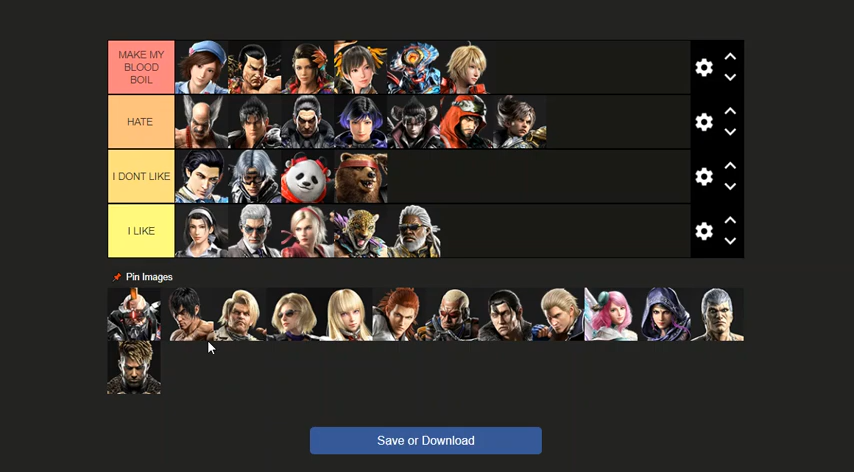 MAKE MY
BLOOD
BOIL
HATE
I DONT LIKE
I LIKE
Pin Images
Save or Download